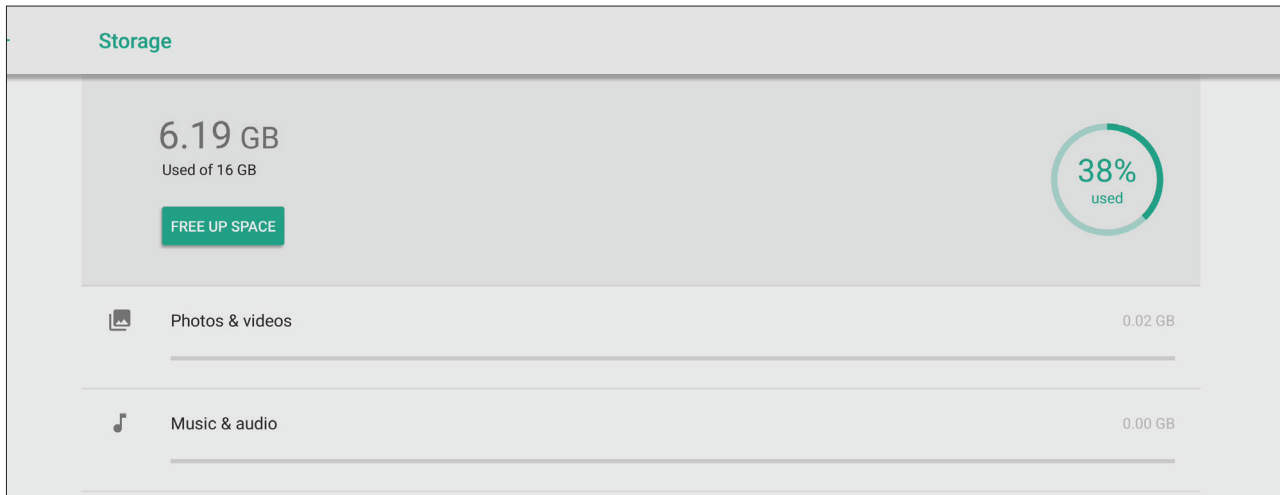 Storage
6.19 GB
Used of 16 GB
38%
used
FREE UP SPACE
Photos & videos
0.02 GB
Music & audio
0.00 GB